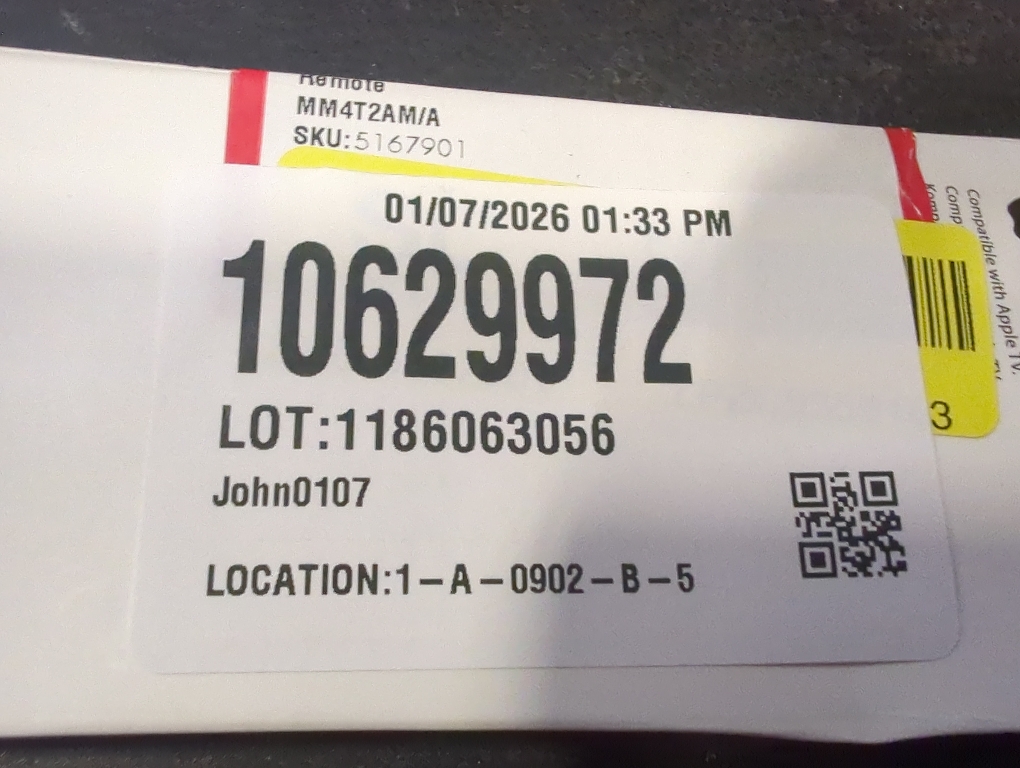 Remote
MM4T2AM/A
SKU:5167901
01/07/2026 01:33 PM
10629972
LOT:1186063056
John0107
LOCATION:1-A-0902-B-5
Compatible with Apple TV.
Comp
3